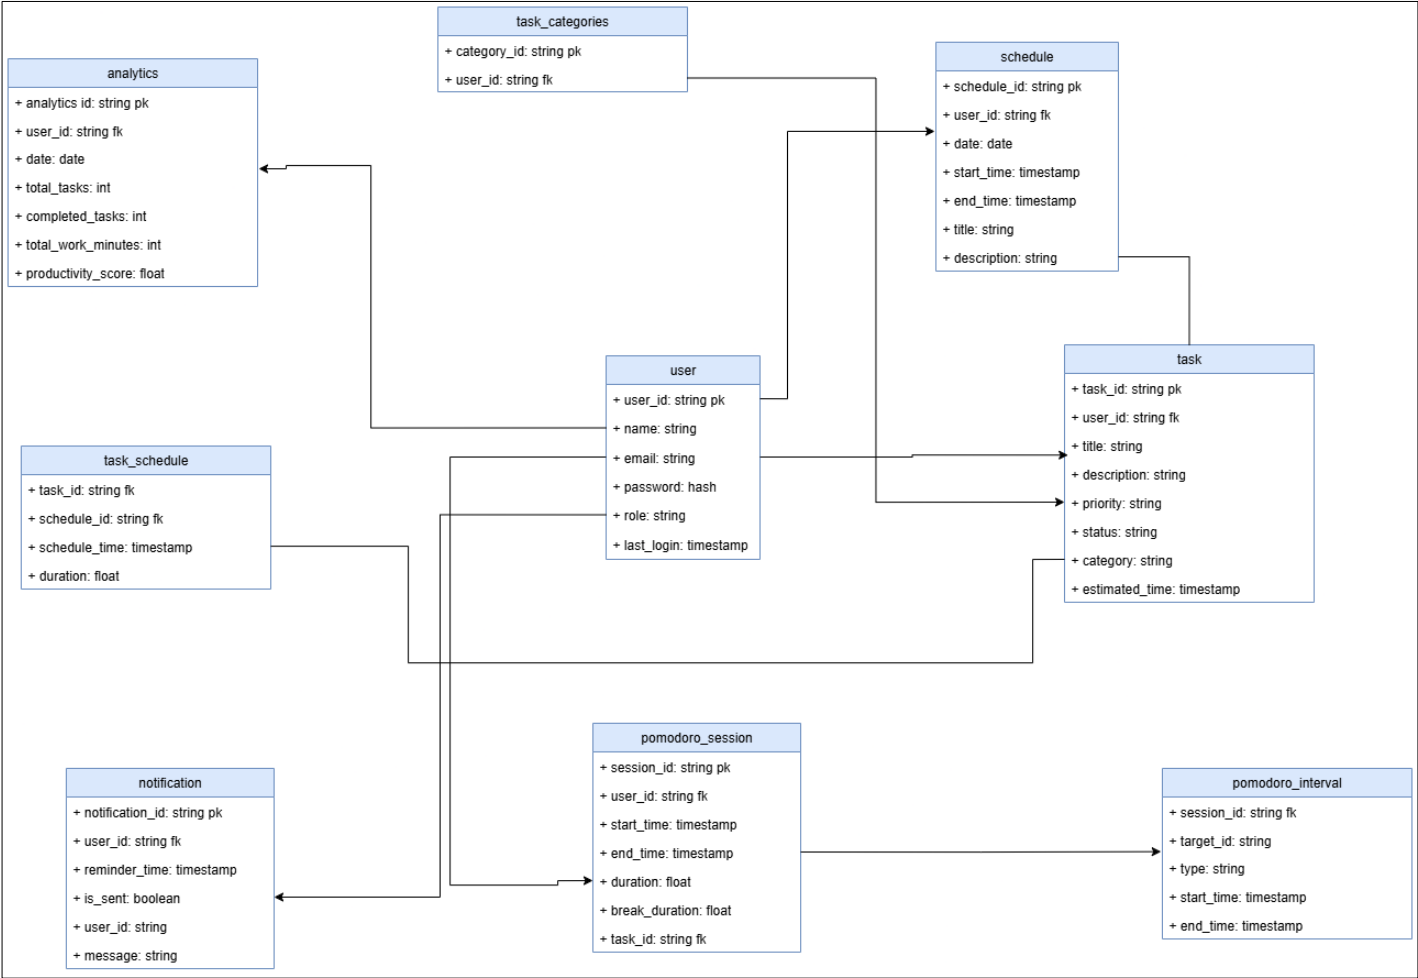 task_categories
+ category_id: string pk
+ user_id: string fk
schedule
+ schedule_id: string pk
+ user_id: string fk
+ date: date
+ start_time: timestamp
+ end_time: timestamp
+ title: string
+ description: string
analytics
+ analytics id: string pk
+ user_id: string fk
+ date: date
+ total_tasks: int
+ completed_tasks: int
+ total_work_minutes: int
+ productivity_score: float
user
+ user_id: string pk
+ name: string
+ email: string
+ password: hash
+ role: string
+ last_login: timestamp
task
+ task_id: string pk
+ user_id: string fk
+ title: string
+ description: string
+ priority: string
+ status: string
+ category: string
+ estimated_time: timestamp
task_schedule
+ task_id: string fk
+ schedule_id: string fk
+ schedule_time: timestamp
+ duration: float
notification
+ notification_id: string pk
+ user_id: string fk
+ reminder_time: timestamp
+ is_sent: boolean
+ user_id: string
+ message: string
pomodoro_session
+ session_id: string pk
+ user_id: string fk
+ start_time: timestamp
+ end_time: timestamp
+ duration: float
+ break_duration: float
+ task_id: string fk
pomodoro_interval
+ session_id: string fk
+ target_id: string
+ type: string
+ start_time: timestamp
+ end_time: timestamp